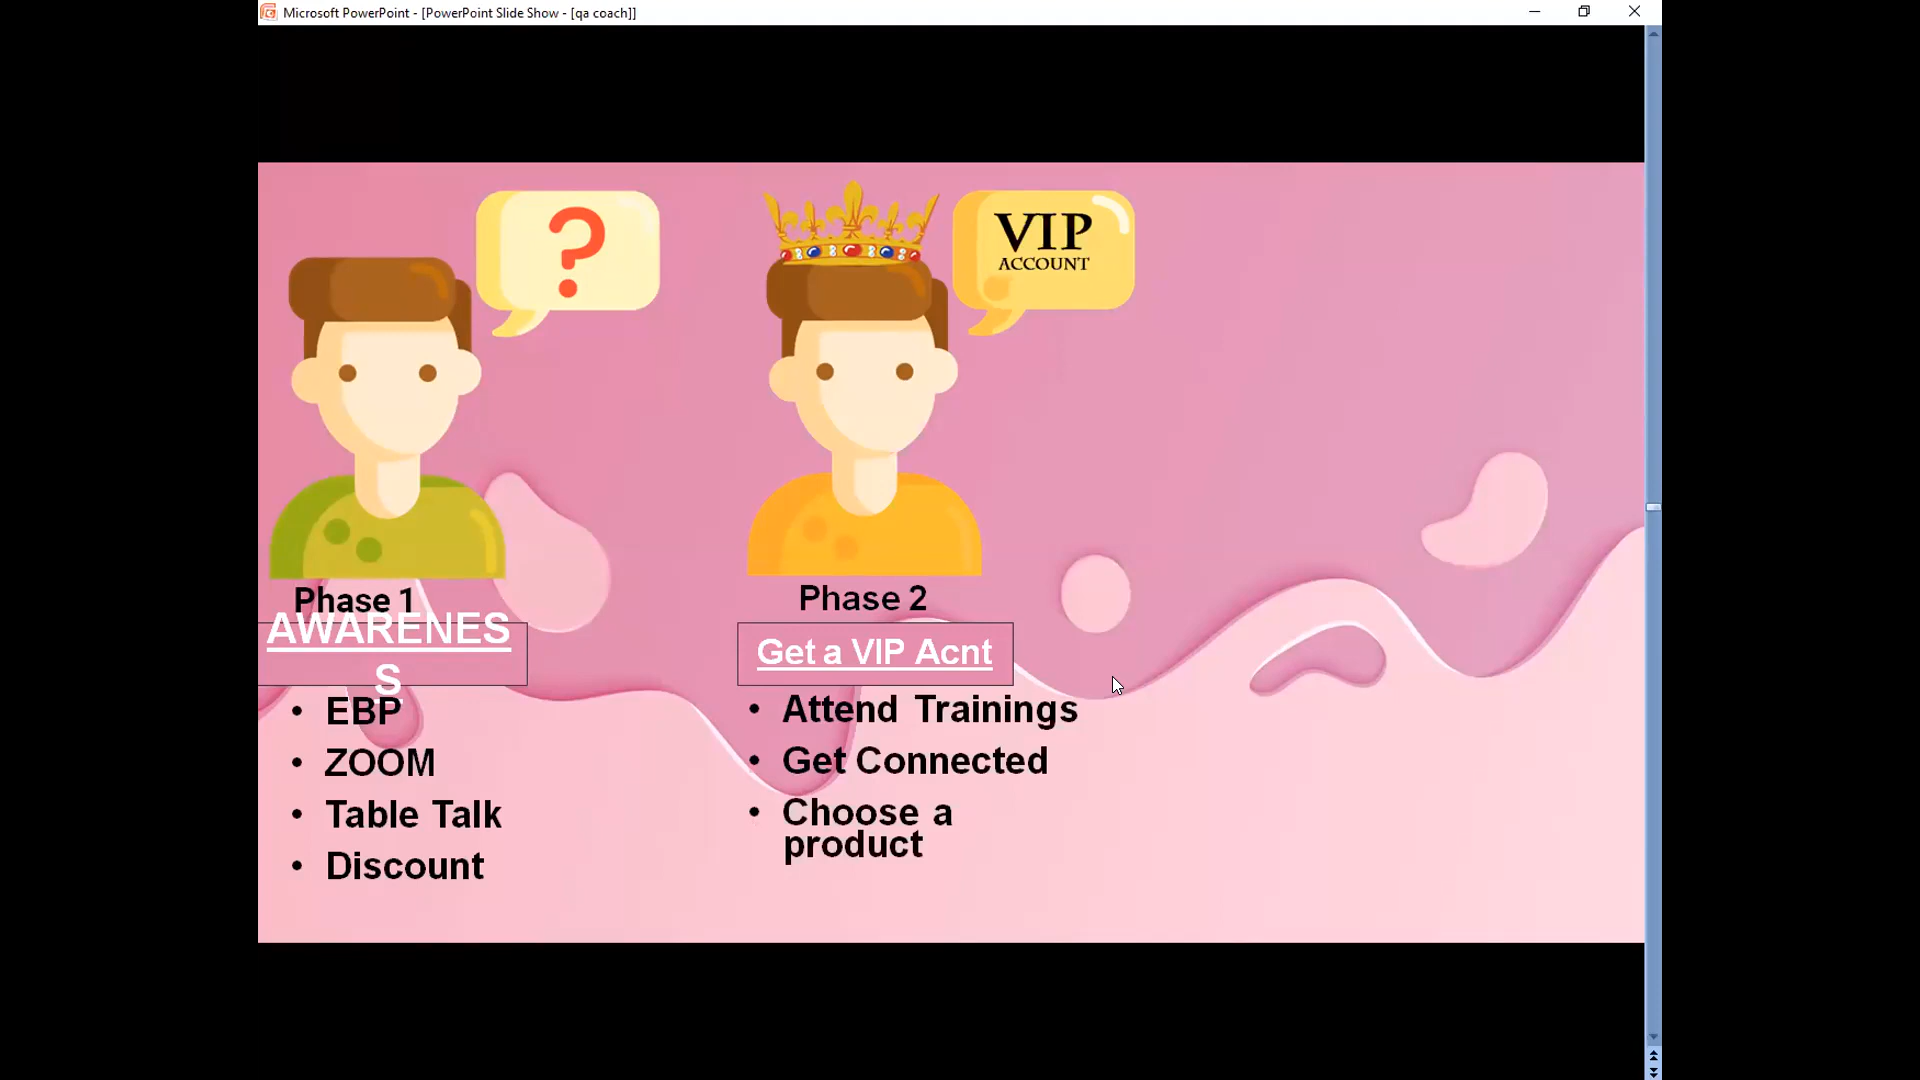 Microsoft PowerPoint - [PowerPoint Slide Show - [qa coach]]
?
VIP
ACCOUNT
Phase 1
AWARENES
S
• EBP
• ZOOM
• Table Talk
• Discount
Phase 2
Get a VIP Acnt
• Attend Trainings
• Get Connected
• Choose a
product